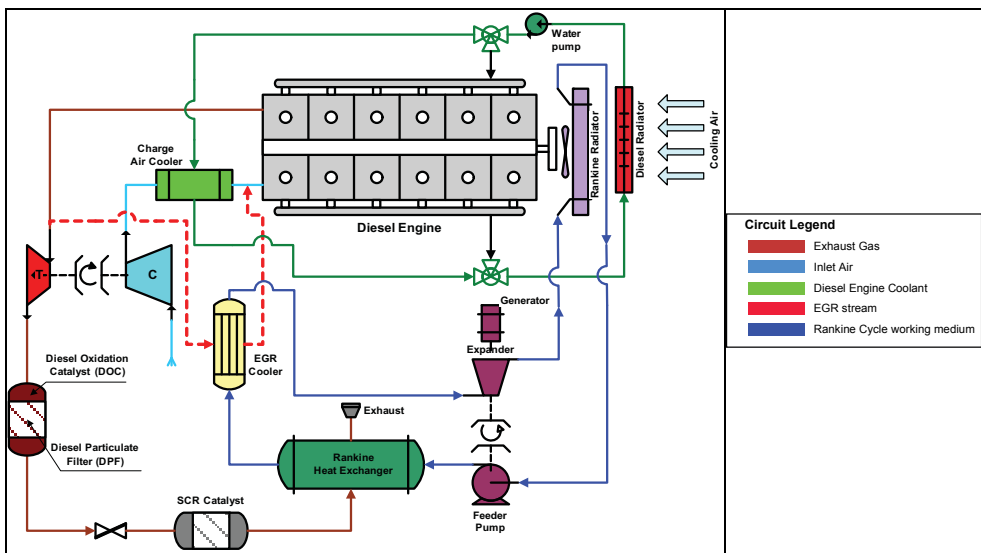 Water
pump
Charge
Air Cooler
Diesel Engine
Rankine Radiator
Diesel Radiator
Cooling Air
T
C
Generator
Expander
EGR
Cooler
Diesel Oxidation
Catalyst (DOC)
Exhaust
Diesel Particulate
Filter (DPF)
Rankine
Heat Exchanger
SCR Catalyst
Feeder
Pump
Circuit Legend
Exhaust Gas
Inlet Air
Diesel Engine Coolant
EGR stream
Rankine Cycle working medium